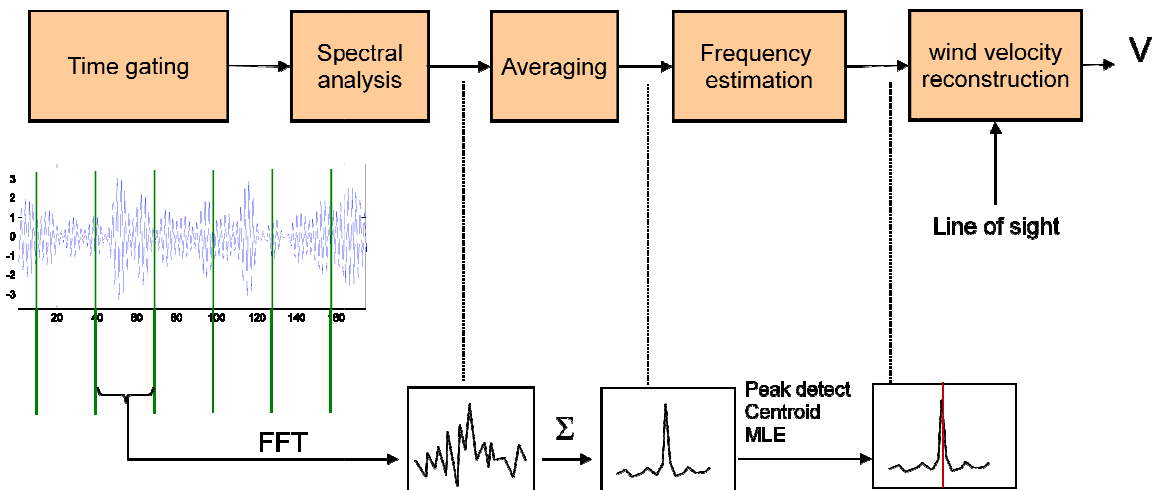 Time gating
Spectral
analysis
Averaging
Frequency
estimation
wind velocity
reconstruction
V
Line of sight
3
2
1
0
-1
-2
-3
20 40 60 80 100 120 140 160
FFT
Σ
Peak detect
Centroid
MLE